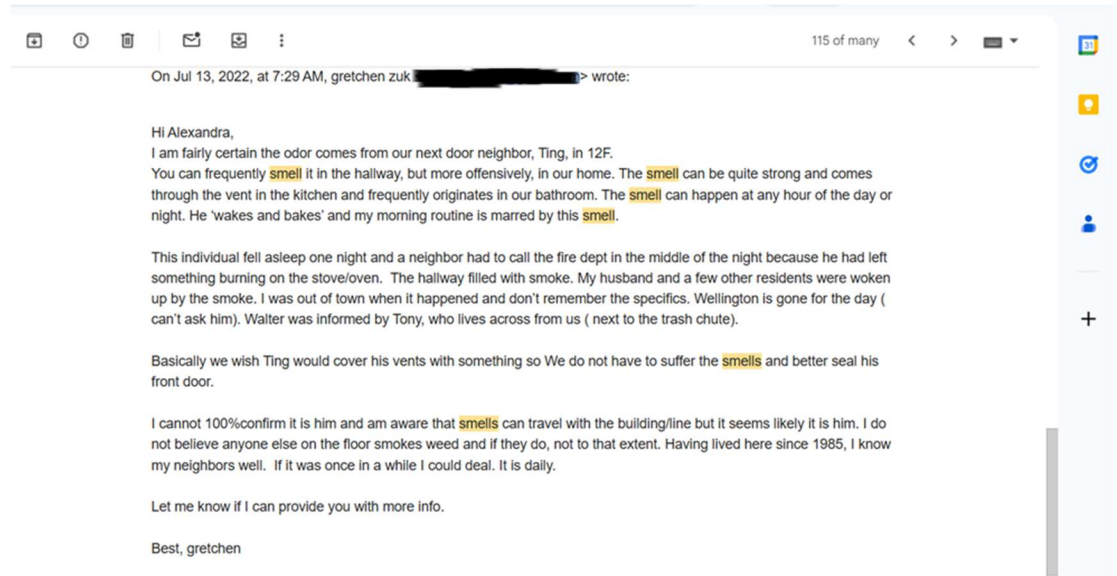 115 of many
31
On Jul 13, 2022, at 7:29 AM, gretchen zuk > wrote:
Hi Alexandra,
I am fairly certain the odor comes from our next door neighbor, Ting, in 12F.
You can frequently smell it in the hallway, but more offensively, in our home. The smell can be quite strong and comes
through the vent in the kitchen and frequently originates in our bathroom. The smell can happen at any hour of the day or
night. He ‘wakes and bakes’ and my morning routine is marred by this smell.
This individual fell asleep one night and a neighbor had to call the fire dept in the middle of the night because he had left
something burning on the stove/oven. The hallway filled with smoke. My husband and a few other residents were woken
up by the smoke. I was out of town when it happened and don’t remember the specifics. Wellington is gone for the day (
can’t ask him). Walter was informed by Tony, who lives across from us ( next to the trash chute).
Basically we wish Ting would cover his vents with something so We do not have to suffer the smells and better seal his
front door.
I cannot 100%confirm it is him and am aware that smells can travel with the building/line but it seems likely it is him. I do
not believe anyone else on the floor smokes weed and if they do, not to that extent. Having lived here since 1985, I know
my neighbors well. If it was once in a while I could deal. It is daily.
Let me know if I can provide you with more info.
Best, gretchen